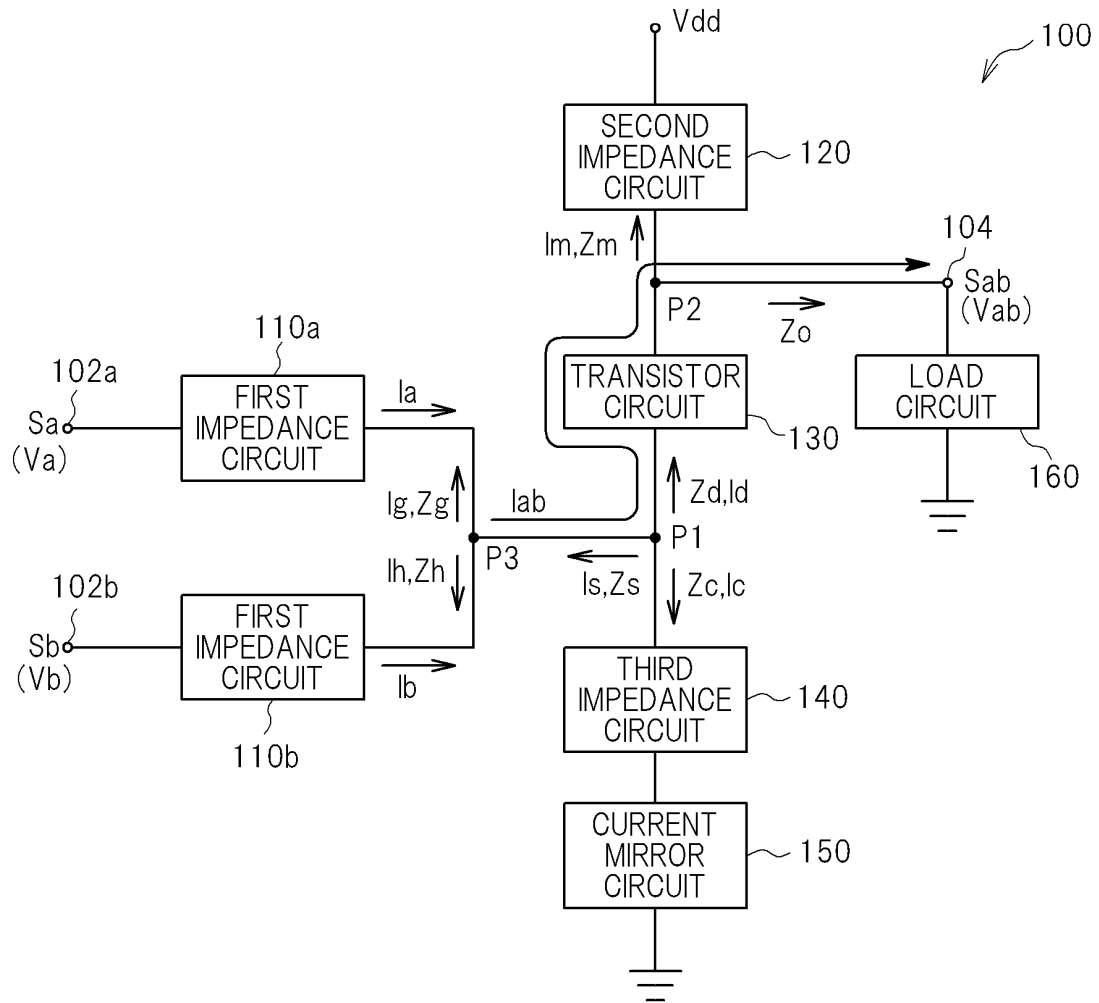 Vdd
100
SECOND
IMPEDANCE
CIRCUIT
120
Im,Zm
104
P2
Zo
Sab
(Vab)
110a
102a
Sa
(Va)
FIRST
IMPEDANCE
CIRCUIT
Ia
TRANSISTOR
CIRCUIT
130
LOAD
CIRCUIT
160
Ig,Zg
Iab
Zd,Id
P3
P1
Ih,Zh
Is,Zs
Zc,Ic
102b
Sb
(Vb)
FIRST
IMPEDANCE
CIRCUIT
Ib
110b
THIRD
IMPEDANCE
CIRCUIT
140
CURRENT
MIRROR
CIRCUIT
150